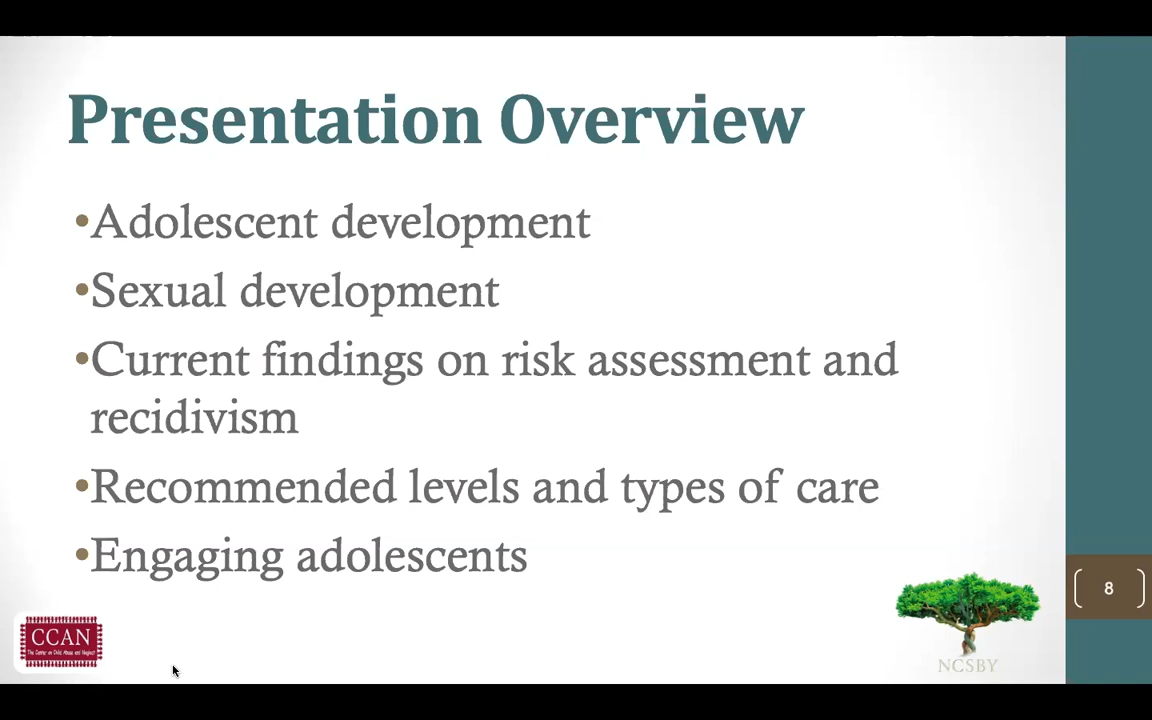 Presentation Overview
•Adolescent development
•Sexual development
•Current findings on risk assessment and
recidivism
•Recommended levels and types of care
•Engaging adolescents
8
CCAN
The Center on Child Abuse and Neglect
NCSBY